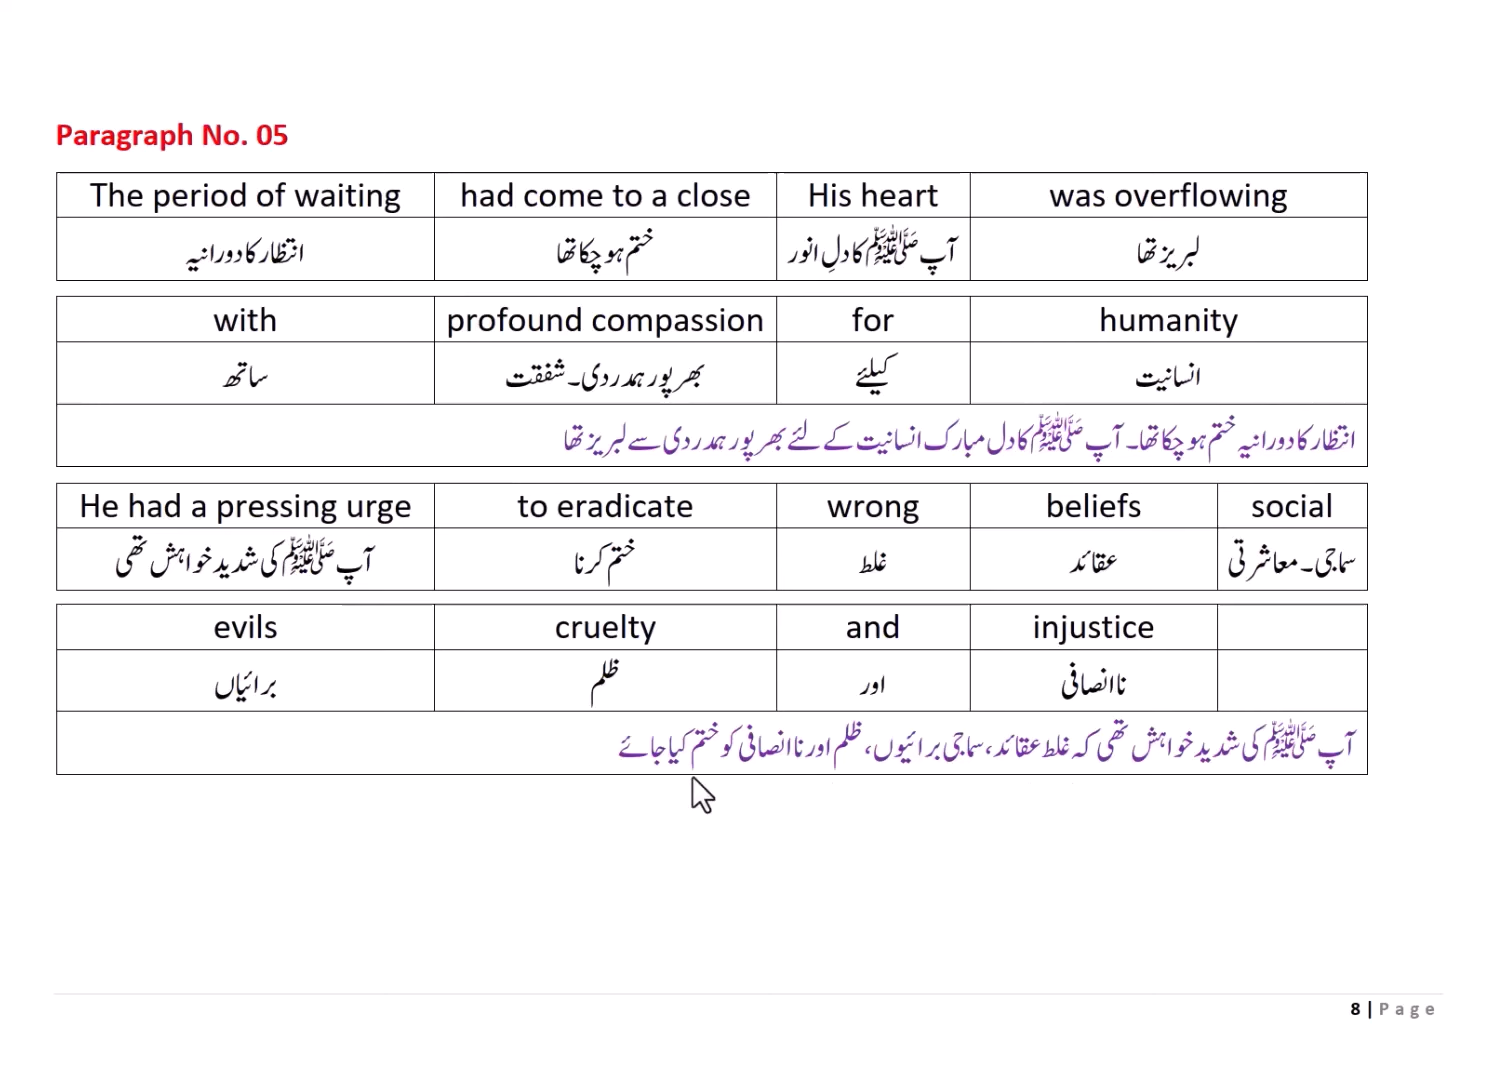 Paragraph No. 05
The period of waiting had come to a close His heart was overflowing
انتظار کا دورانیہ ختم ہو چکا تھا آپ ﷺ کا دلِ انور لبریز تھا
with profound compassion for humanity
ساتھ بھرپور ہمدردی۔ شفقت کیلئے انسانیت
انتظار کا دورانیہ ختم ہو چکا تھا۔ آپ ﷺ کا دل مبارک انسانیت کے لئے بھرپور ہمدردی سے لبریز تھا
He had a pressing urge to eradicate wrong beliefs social
آپ ﷺ کی شدید خواہش تھی ختم کرنا غلط عقائد سماجی۔ معاشرتی
evils cruelty and injustice
برائیاں ظلم اور ناانصافی
آپ ﷺ کی شدید خواہش تھی کہ غلط عقائد، سماجی برائیوں، ظلم اور ناانصافی کو ختم کیا جائے
8 | Page